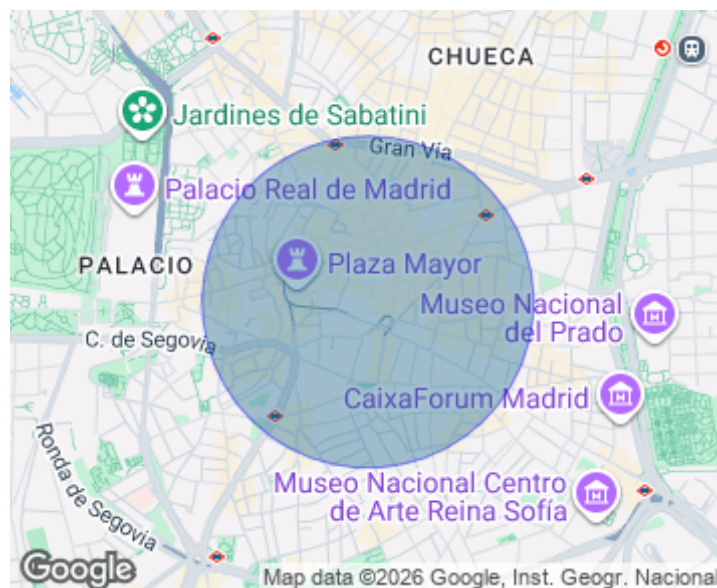 CHUECA
Jardines de Sabatini
Gran Vía
Palacio Real de Madrid
PALACIO
Plaza Mayor
Museo Nacional
del Prado
C. de Segovia
CaixaForum Madrid
Ronda de Segovia
Museo Nacional Centro
de Arte Reina Sofía
Google
Map data ©2026 Google, Inst. Geogr. Nacional